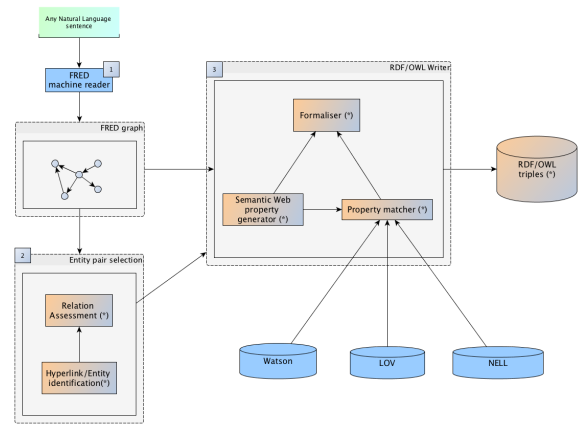 Any Natural Language
sentence
1
FRED
machine reader
FRED graph
2
Entity pair selection
Relation
Assessment (*)
Hyperlink/Entity
identification(*)
3
RDF/OWL Writer
Formaliser (*)
Semantic Web
property
generator (*)
Property matcher (*)
Watson
LOV
NELL
RDF/OWL
triples (*)